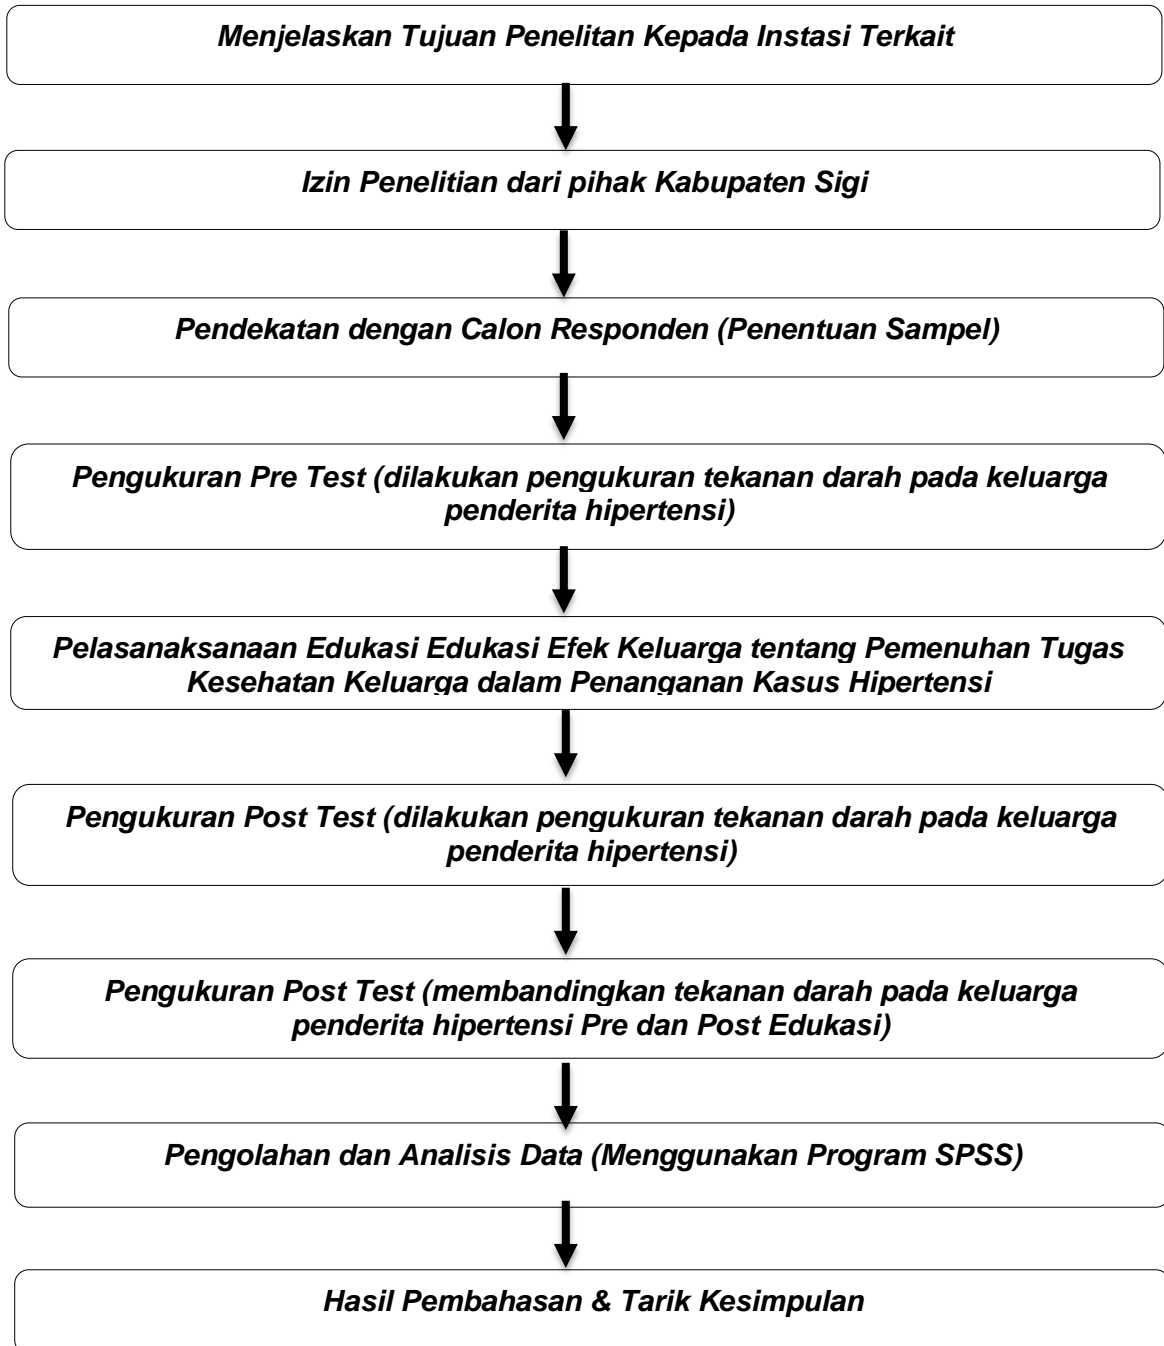 Menjelaskan Tujuan Penelitan Kepada Instasi Terkait
Izin Penelitian dari pihak Kabupaten Sigi
Pendekatan dengan Calon Responden (Penentuan Sampel)
Pengukuran Pre Test (dilakukan pengukuran tekanan darah pada keluarga
penderita hipertensi)
Pelasanaksanaan Edukasi Edukasi Efek Keluarga tentang Pemenuhan Tugas
Kesehatan Keluarga dalam Penanganan Kasus Hipertensi
Pengukuran Post Test (dilakukan pengukuran tekanan darah pada keluarga
penderita hipertensi)
Pengukuran Post Test (membandingkan tekanan darah pada keluarga
penderita hipertensi Pre dan Post Edukasi)
Pengolahan dan Analisis Data (Menggunakan Program SPSS)
Hasil Pembahasan & Tarik Kesimpulan